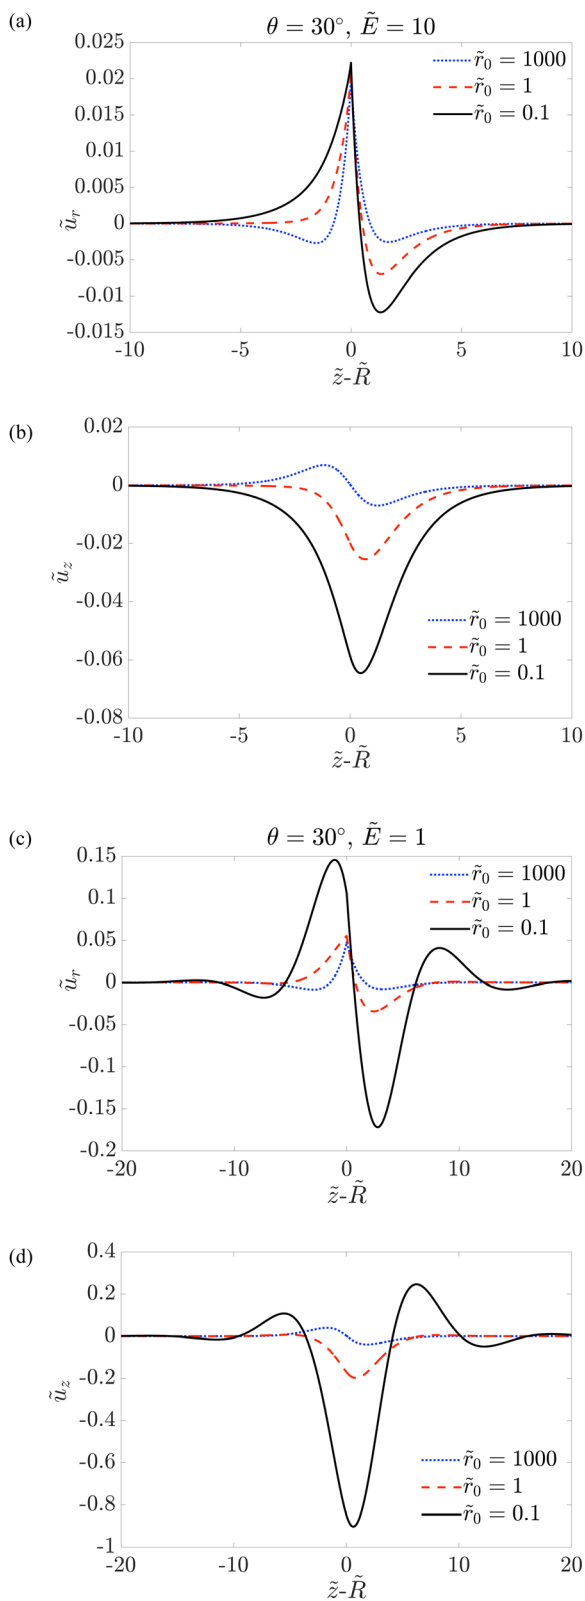 (a)
θ = 30°, Ẽ = 10
0.025
0.02
0.015
0.01
0.005
0
-0.005
-0.01
-0.015
ũ_r
r̃₀ = 1000
r̃₀ = 1
r̃₀ = 0.1
-10 -5 0 5 10
z̃-R̃
(b)
0.02
0
-0.02
-0.04
-0.06
-0.08
ũ_z
r̃₀ = 1000
r̃₀ = 1
r̃₀ = 0.1
-10 -5 0 5 10
z̃-R̃
(c)
θ = 30°, Ẽ = 1
0.15
0.1
0.05
0
-0.05
-0.1
-0.15
-0.2
ũ_r
r̃₀ = 1000
r̃₀ = 1
r̃₀ = 0.1
-20 -10 0 10 20
z̃-R̃
(d)
0.4
0.2
0
-0.2
-0.4
-0.6
-0.8
-1
ũ_z
r̃₀ = 1000
r̃₀ = 1
r̃₀ = 0.1
-20 -10 0 10 20
z̃-R̃